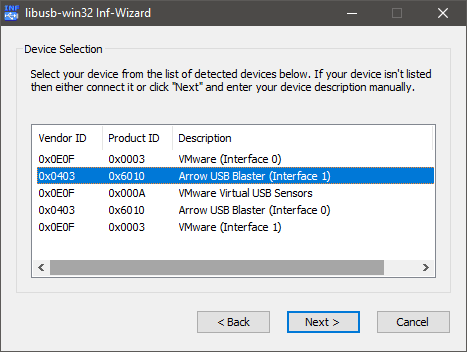 INF
libusb-win32 Inf-Wizard
Device Selection
Select your device from the list of detected devices below. If your device isn't listed
then either connect it or click "Next" and enter your device description manually.
Vendor ID Product ID Description
0x0E0F 0x0003 VMware (Interface 0)
0x0403 0x6010 Arrow USB Blaster (Interface 1)
0x0E0F 0x000A VMware Virtual USB Sensors
0x0403 0x6010 Arrow USB Blaster (Interface 0)
0x0E0F 0x0003 VMware (Interface 1)
< Back Next > Cancel